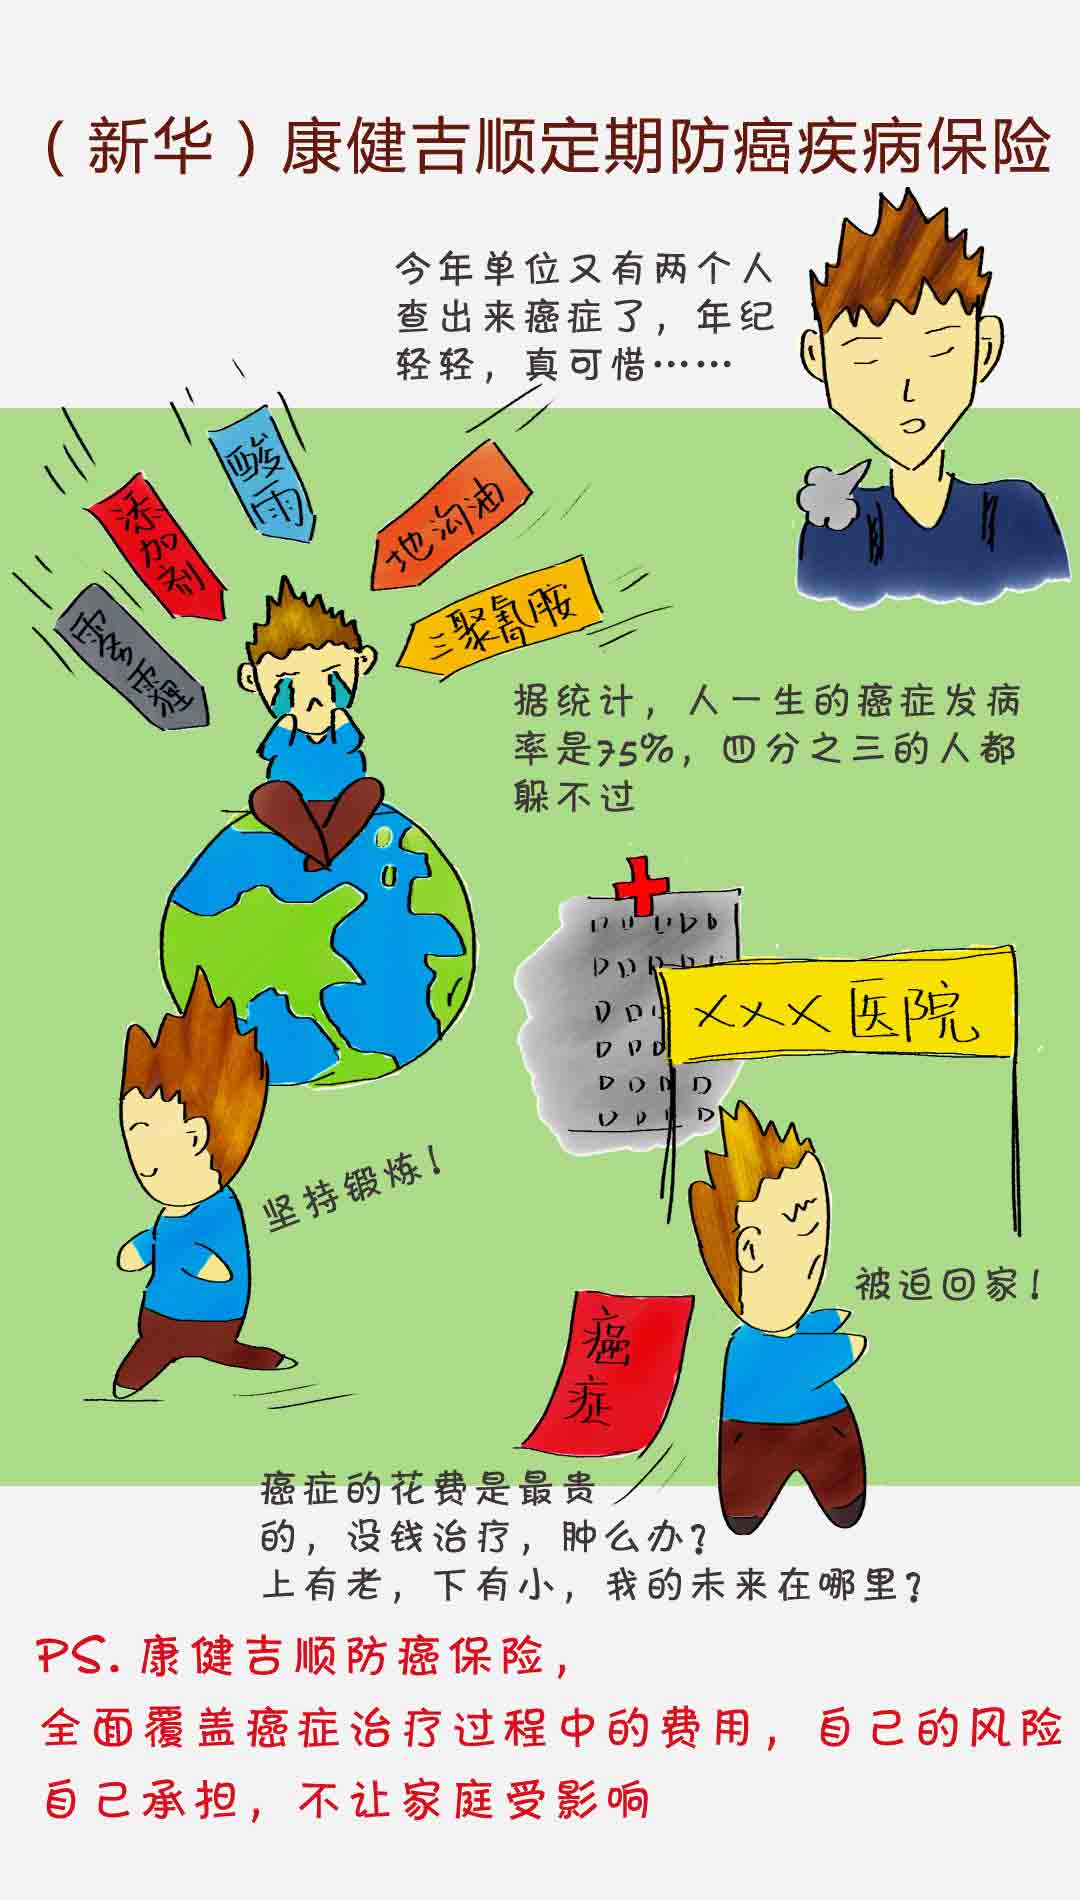 （新华）康健吉顺定期防癌疾病保险
今年单位又有两个人
查出来癌症了，年纪
轻轻，真可惜……
酸雨
添加剂
地沟油
三聚氰胺
雾霾
据统计，人一生的癌症发病
率是75%，四分之三的人都
躲不过
XXX医院
坚持锻炼！
被迫回家！
癌症
癌症的花费是最贵
的，没钱治疗，肿么办？
上有老，下有小，我的未来在哪里？
PS.康健吉顺防癌保险，
全面覆盖癌症治疗过程中的费用，自己的风险
自己承担，不让家庭受影响